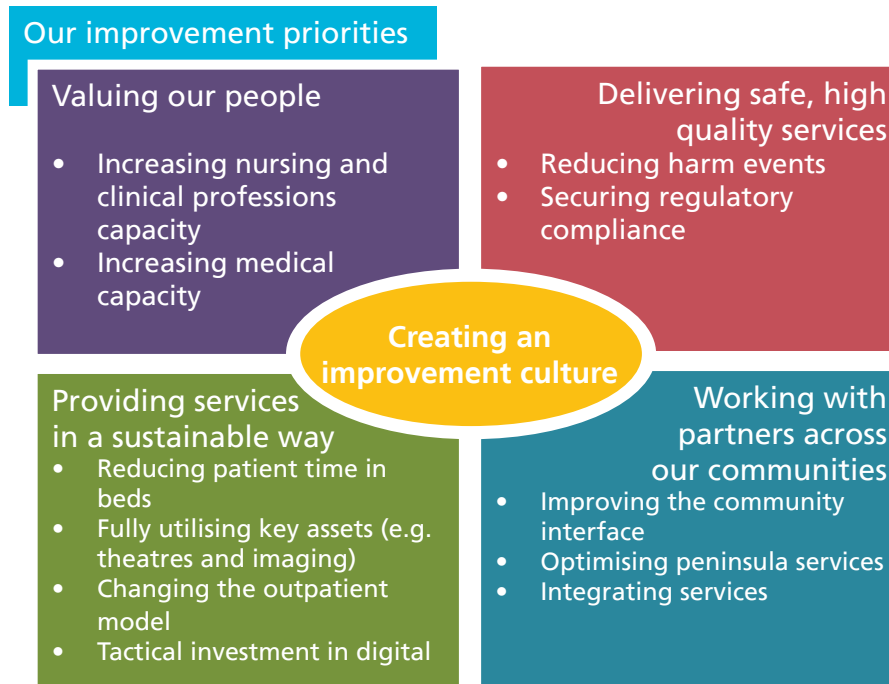 Our improvement priorities
Valuing our people
• Increasing nursing and
clinical professions
capacity
• Increasing medical
capacity
Delivering safe, high
quality services
• Reducing harm events
• Securing regulatory
compliance
Creating an
improvement culture
Providing services
in a sustainable way
• Reducing patient time in
beds
• Fully utilising key assets (e.g.
theatres and imaging)
• Changing the outpatient
model
• Tactical investment in digital
Working with
partners across
our communities
• Improving the community
interface
• Optimising peninsula services
• Integrating services